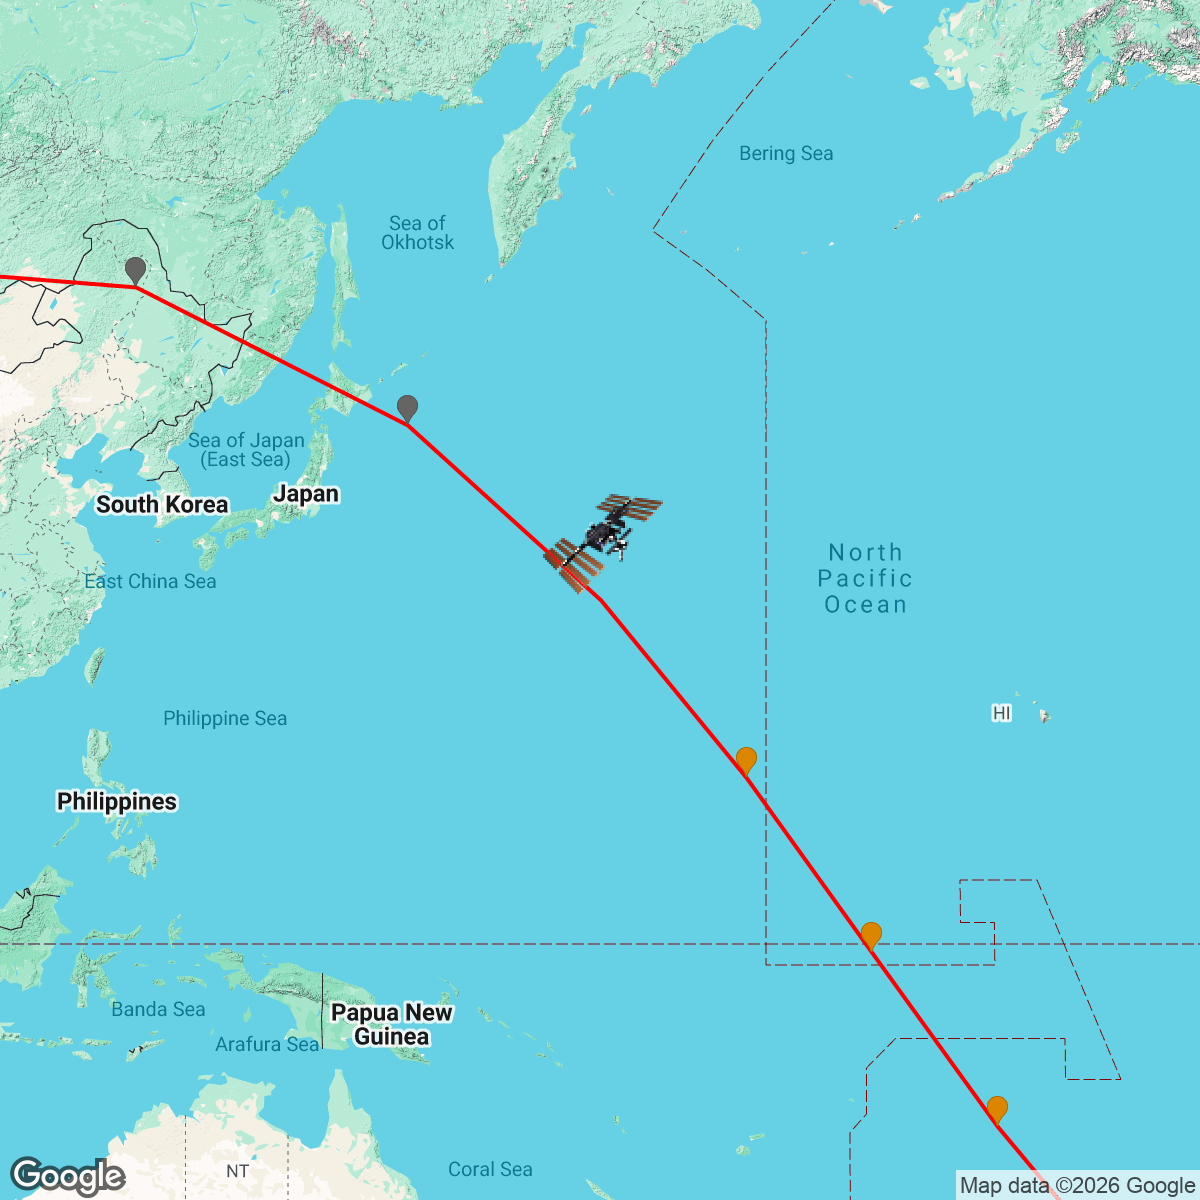 Bering Sea
Sea of
Okhotsk
Sea of Japan
(East Sea)
South Korea
Japan
North
Pacific
Ocean
East China Sea
Philippine Sea
HI
Philippines
Banda Sea
Papua New
Guinea
Arafura Sea
NT
Coral Sea
Google
Map data ©2026 Google